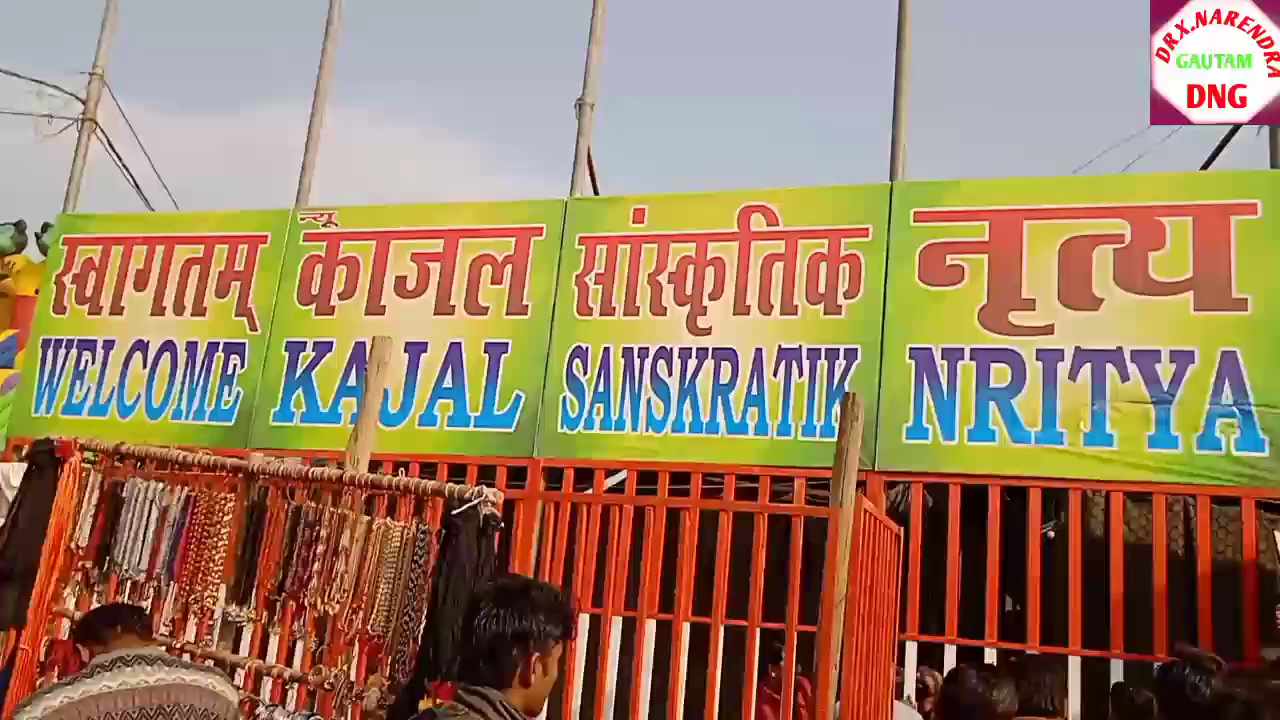 स्वागतम्
WELCOME
न्यू
काजल
KAJAL
सांस्कृतिक
SANSKRATIK
नृत्य
NRITYA
DRX.NARENDRA
GAUTAM
DNG